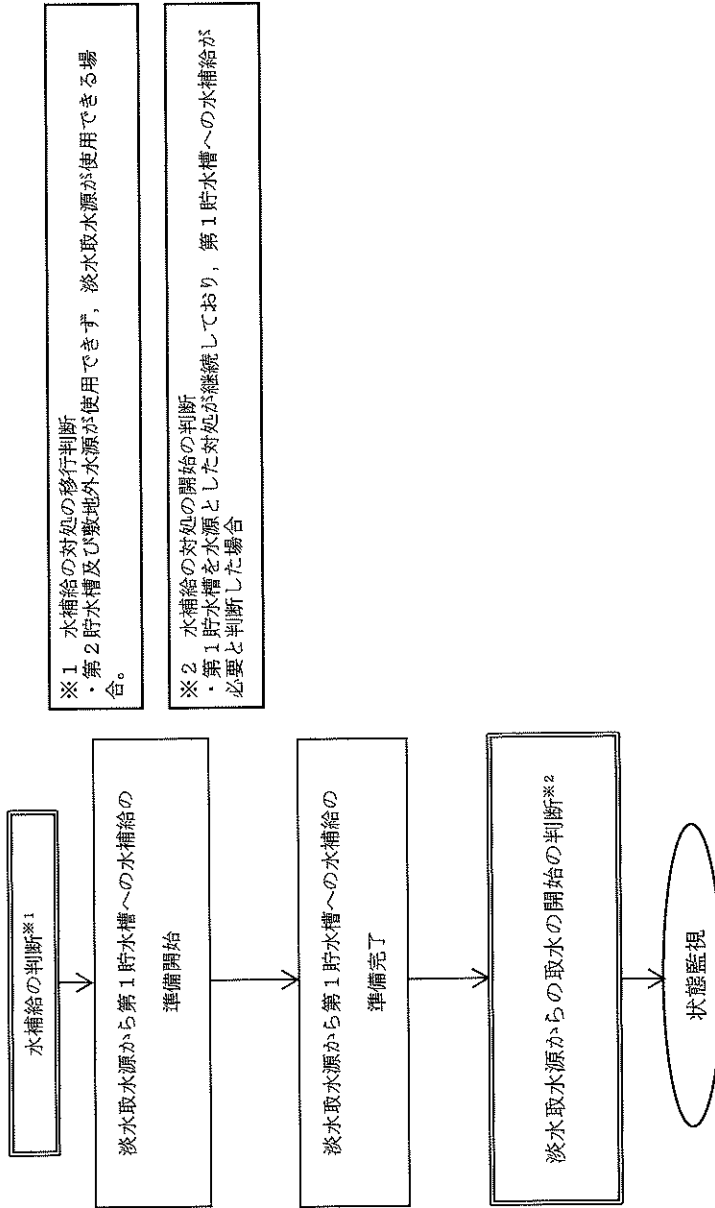 水補給の判断※1
淡水取水源から第1貯水槽への水補給の
準備開始
淡水取水源から第1貯水槽への水補給の
準備完了
淡水取水源からの取水の開始の判断※2
状態監視
※1 水補給の対処の移行判断
・第2貯水槽及び敷地外水源が使用できず，淡水取水源が使用できる場
合。
※2 水補給の対処の開始の判断
・第1貯水槽を水源とした対処が継続しており，第1貯水槽への水補給が
必要と判断した場合